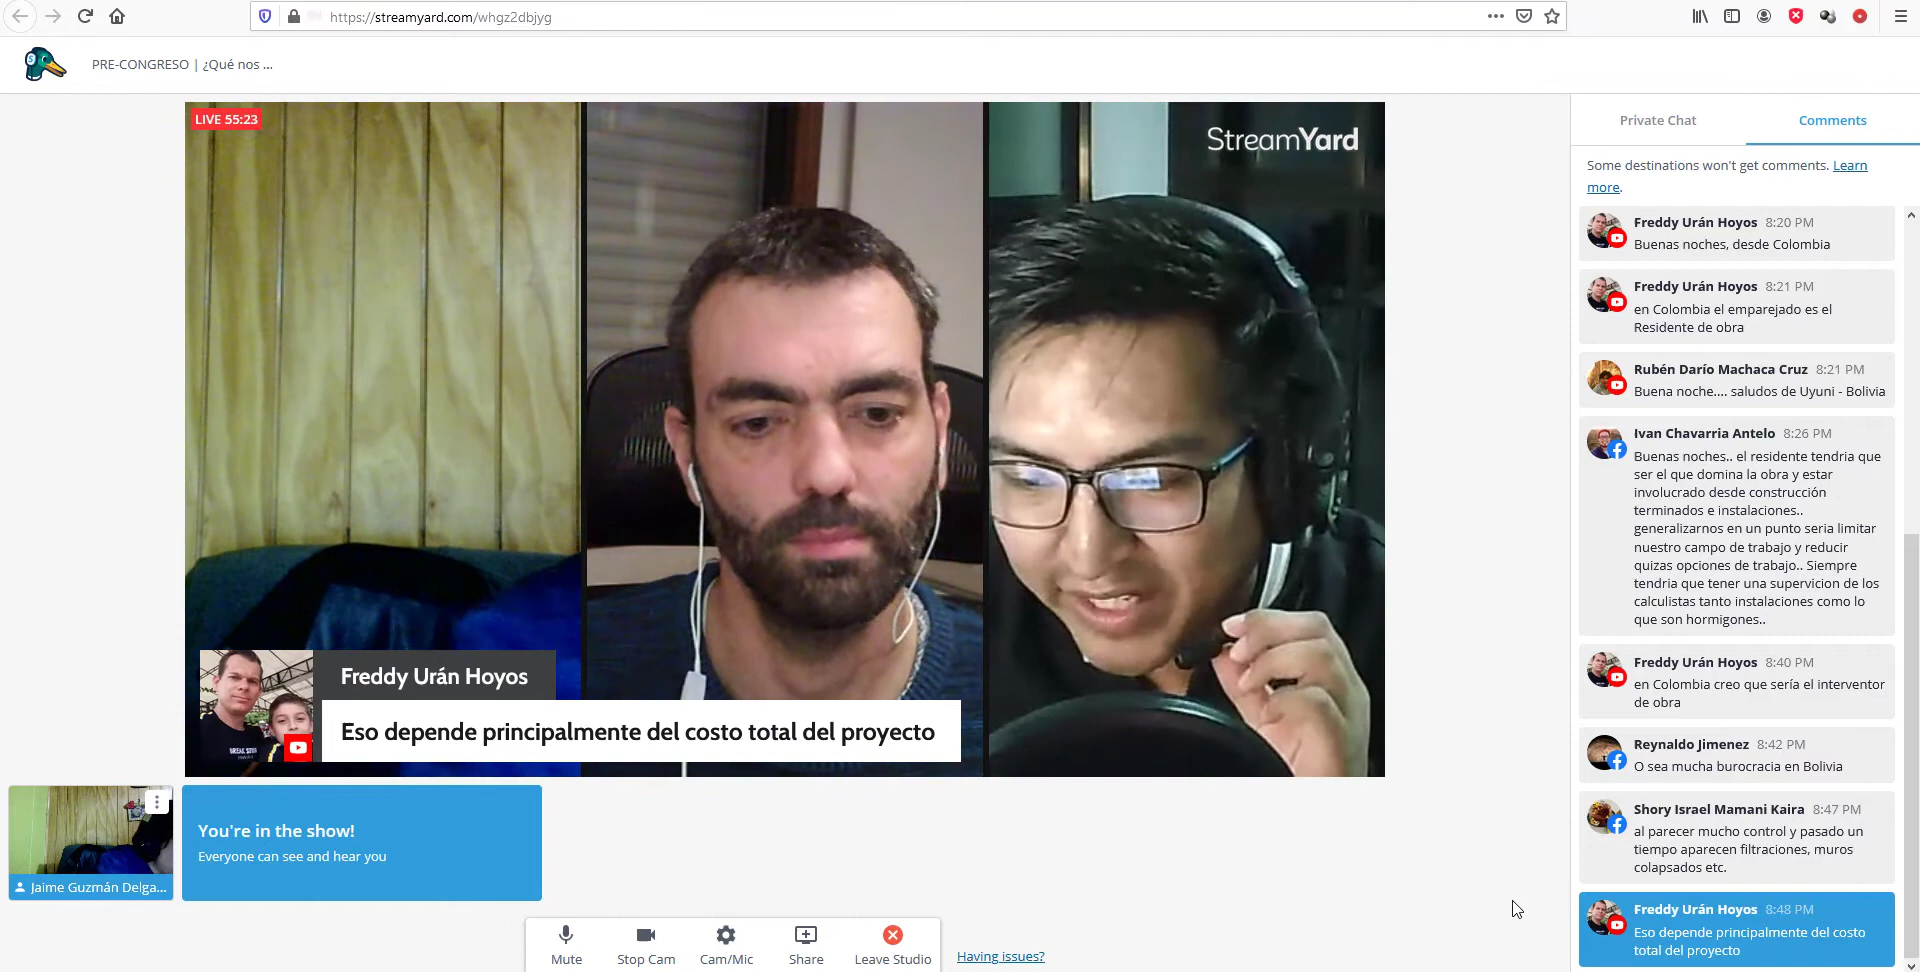 https://streamyard.com/whgz2dbjyg
PRE-CONGRESO | ¿Qué nos ...
LIVE 55:23
StreamYard
Freddy Urán Hoyos
Eso depende principalmente del costo total del proyecto
Jaime Guzmán Delga...
You're in the show!
Everyone can see and hear you
Mute
Stop Cam
Cam/Mic
Share
Leave Studio
Having issues?
Private Chat
Comments
Some destinations won't get comments. Learn
more.
Freddy Urán Hoyos 8:20 PM
Buenas noches, desde Colombia
Freddy Urán Hoyos 8:21 PM
en Colombia el emparejado es el
Residente de obra
Rubén Darío Machaca Cruz 8:21 PM
Buena noche.... saludos de Uyuni - Bolivia
Ivan Chavarria Antelo 8:26 PM
Buenas noches.. el residente tendria que
ser el que domina la obra y estar
involucrado desde construcción
terminados e instalaciones..
generalizarnos en un punto seria limitar
nuestro campo de trabajo y reducir
quizas opciones de trabajo.. Siempre
tendria que tener una supervicion de los
calculistas tanto instalaciones como lo
que son hormigones..
Freddy Urán Hoyos 8:40 PM
en Colombia creo que sería el interventor
de obra
Reynaldo Jimenez 8:42 PM
O sea mucha burocracia en Bolivia
Shory Israel Mamani Kaira 8:47 PM
al parecer mucho control y pasado un
tiempo aparecen filtraciones, muros
colapsados etc.
Freddy Urán Hoyos 8:48 PM
Eso depende principalmente del costo
total del proyecto